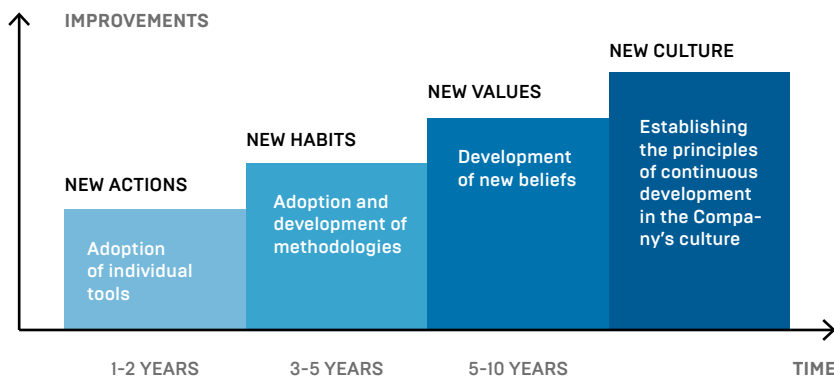 IMPROVEMENTS
NEW ACTIONS
Adoption
of individual
tools
NEW HABITS
Adoption and
development of
methodologies
NEW VALUES
Development
of new beliefs
NEW CULTURE
Establishing
the principles
of continuous
development
in the Compa-
ny's culture
1-2 YEARS
3-5 YEARS
5-10 YEARS
TIME